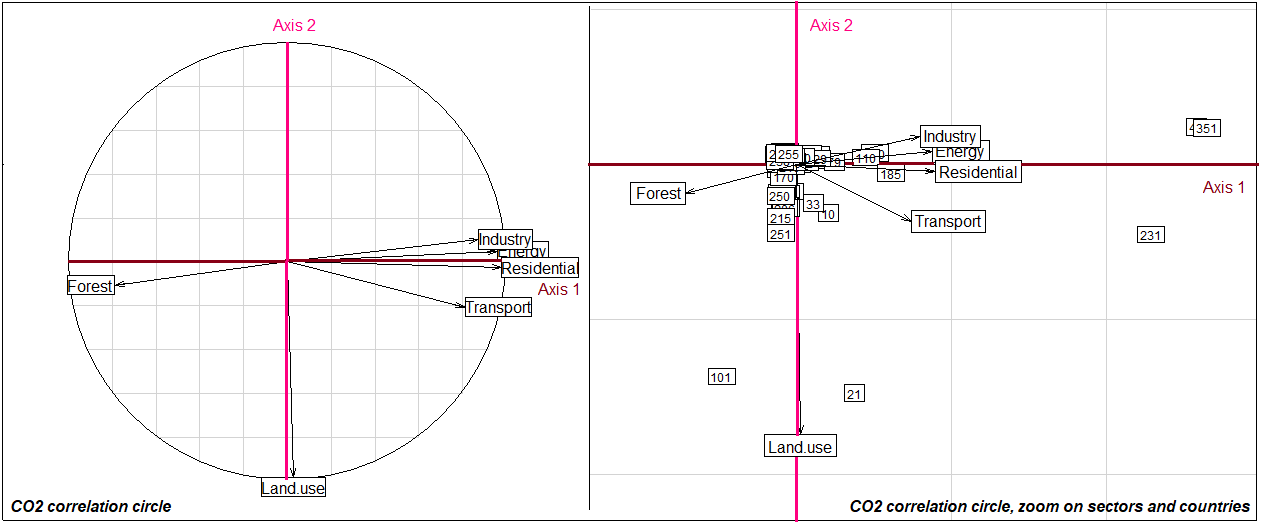 Axis 2
Industry
Energy
Residential
Forest
Axis 1
Transport
Land.use
CO2 correlation circle
Axis 2
351
Industry
Energy
255
110
185
Residential
170
Axis 1
Forest
250
33
10
215
Transport
251
231
101
21
Land.use
CO2 correlation circle, zoom on sectors and countries